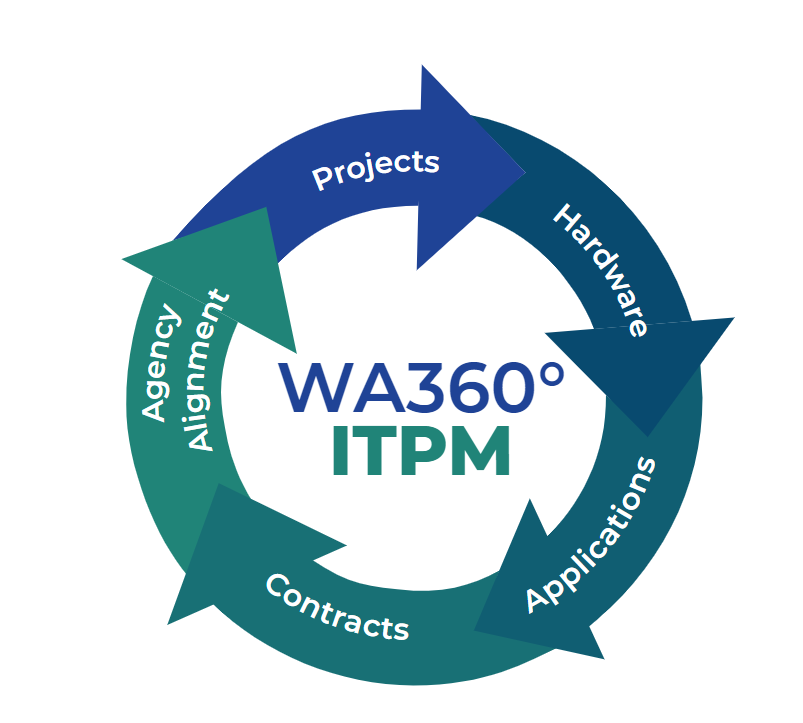 Projects
Hardware
Applications
Contracts
Agency
Alignment
WA360°
ITPM